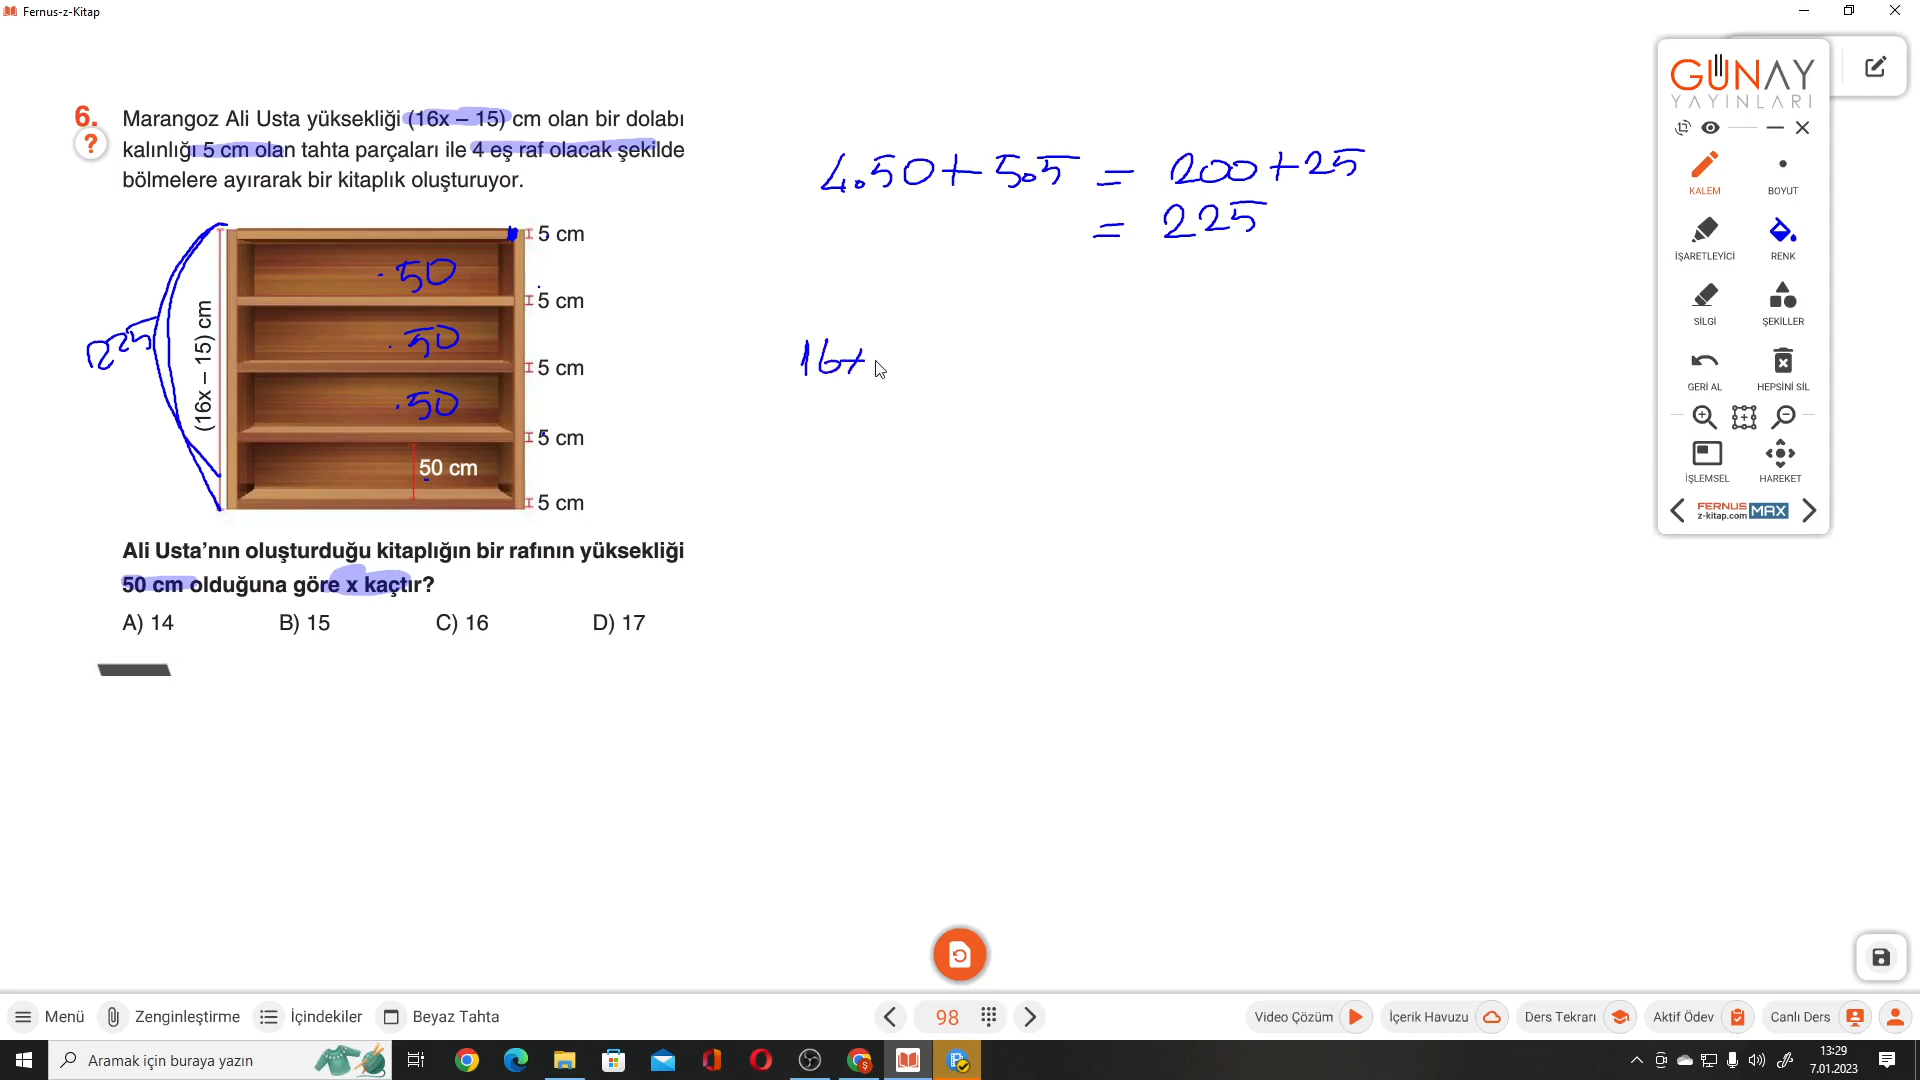 Fernus-z-Kitap
6.
?
Marangoz Ali Usta yüksekliği (16x – 15) cm olan bir dolabı
kalınlığı 5 cm olan tahta parçaları ile 4 eş raf olacak şekilde
bölmelere ayırarak bir kitaplık oluşturuyor.
4.50+5.5 = 200+25
= 225
(16x – 15) cm
225
5 cm
50
5 cm
50
5 cm
50
5 cm
50 cm
5 cm
16x
Ali Usta’nın oluşturduğu kitaplığın bir rafının yüksekliği
50 cm olduğuna göre x kaçtır?
A) 14 B) 15 C) 16 D) 17
GÜNAY
YAYINLARI
KALEM BOYUT
İŞARETLEYİCİ RENK
SİLGİ ŞEKİLLER
GERİ AL HEPSİNİ SİL
İŞLEMSEL HAREKET
FERNUS
z-kitap.com MAX
Menü Zenginleştirme İçindekiler Beyaz Tahta 98 Video Çözüm İçerik Havuzu Ders Tekrarı Aktif Ödev Canlı Ders
Aramak için buraya yazın
13:29
7.01.2023